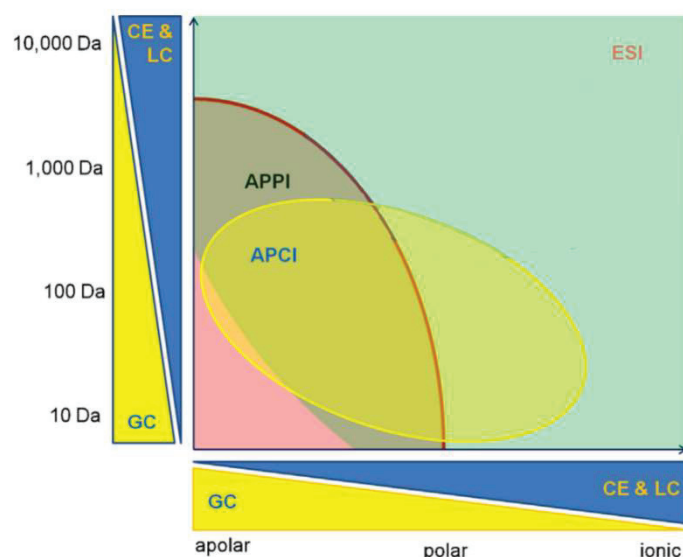 10,000 Da
CE &
LC
ESI
1,000 Da
APPI
APCI
100 Da
10 Da
GC
GC
CE & LC
apolar
polar
ionic